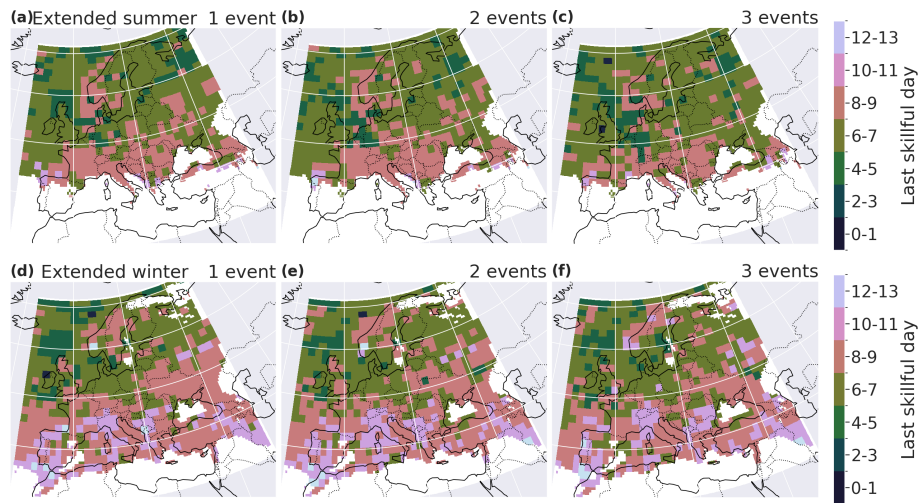 (a) Extended summer 1 event
(b) 2 events
(c) 3 events
12-13
10-11
8-9
6-7
4-5
2-3
0-1
Last skillful day
(d) Extended winter 1 event
(e) 2 events
(f) 3 events
12-13
10-11
8-9
6-7
4-5
2-3
0-1
Last skillful day